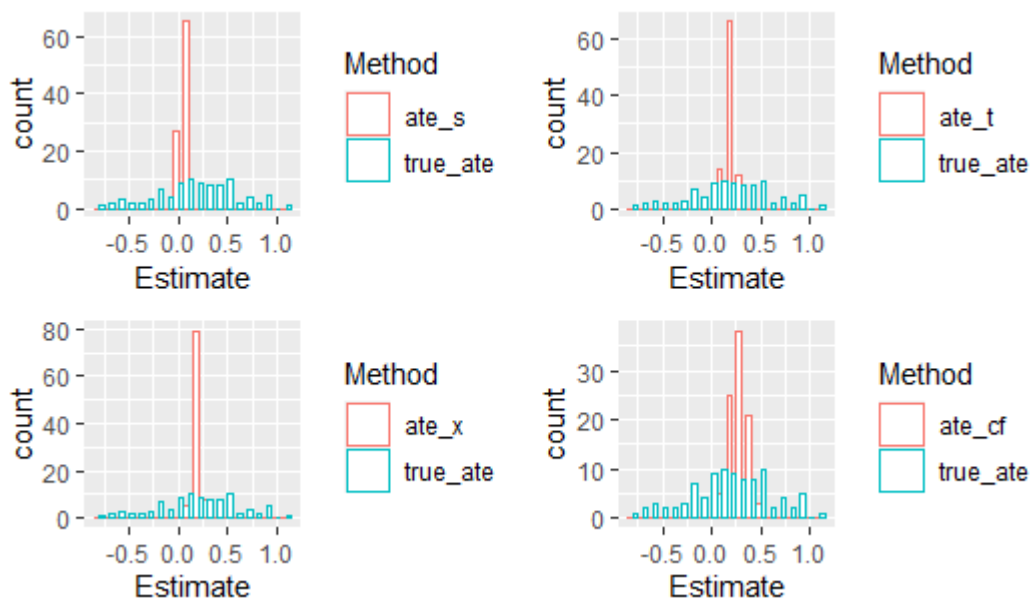 count
60
40
20
0
-0.5 0.0 0.5 1.0
Estimate
Method
ate_s
true_ate
count
60
40
20
0
-0.5 0.0 0.5 1.0
Estimate
Method
ate_t
true_ate
count
80
60
40
20
0
-0.5 0.0 0.5 1.0
Estimate
Method
ate_x
true_ate
count
30
20
10
0
-0.5 0.0 0.5 1.0
Estimate
Method
ate_cf
true_ate